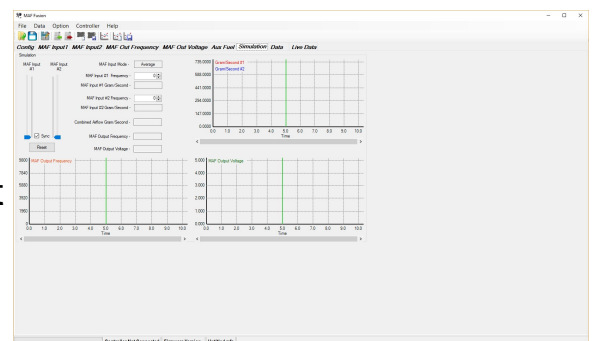 MAF Fusion
File Data Option Controller Help
Config MAF Input1 MAF Input2 MAF Out Frequency MAF Out Voltage Aux Fuel Simulation Data Live Data
Simulation
MAF Input #1
MAF Input #2
Sync
Reset
MAF Input Mode - Average
MAF Input #1 Frequency - 0
MAF Input #1 Gram/Second -
MAF Input #2 Frequency - 0
MAF Input #2 Gram/Second -
Combined Airflow Gram/Second -
MAF Output Frequency -
MAF Output Voltage -
735.0000
588.0000
441.0000
294.0000
147.0000
0.0000
Gram/Second #1
Gram/Second #2
0.0 1.0 2.0 3.0 4.0 5.0 6.0 7.0 8.0 9.0 10.0
Time
9800
7840
5880
3920
1960
0
MAF Output Frequency
0.0 1.0 2.0 3.0 4.0 5.0 6.0 7.0 8.0 9.0 10.0
Time
5.000
4.000
3.000
2.000
1.000
0.000
MAF Output Voltage
0.0 1.0 2.0 3.0 4.0 5.0 6.0 7.0 8.0 9.0 10.0
Time
Controller Not Connected